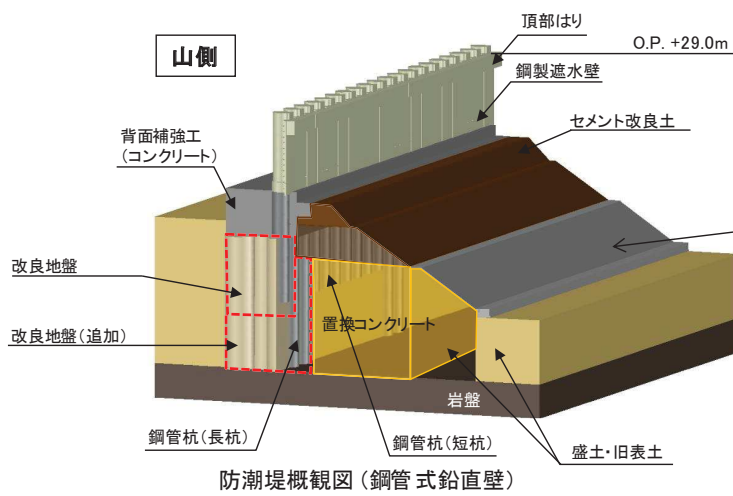 頂部はり
O.P. +29.0m
山側
鋼製遮水壁
セメント改良土
背面補強工
(コンクリート)
改良地盤
置換コンクリート
改良地盤(追加)
岩盤
鋼管杭(長杭)
鋼管杭(短杭)
盛土・旧表土
防潮堤概観図(鋼管式鉛直壁)